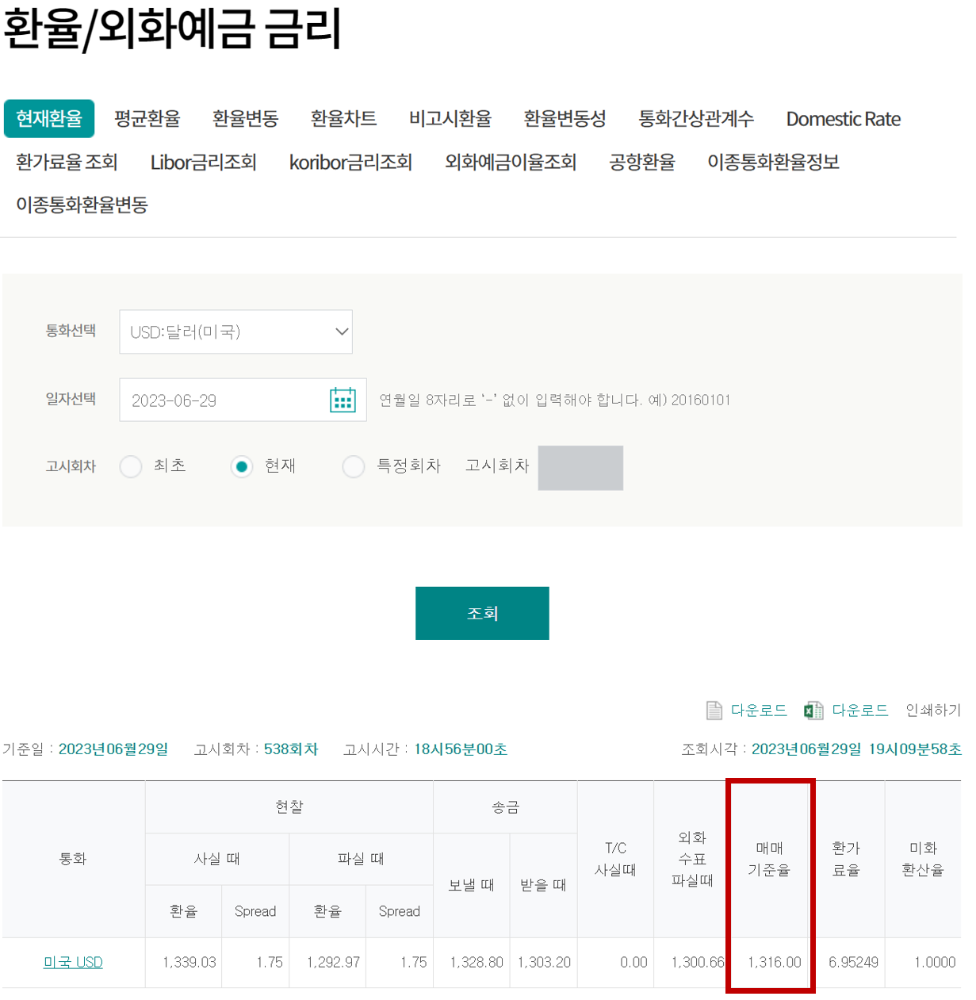 환율/외화예금 금리
현재환율 평균환율 환율변동 환율차트 비고시환율 환율변동성 통화간상관계수 Domestic Rate
환가료율 조회 Libor금리조회 koribor금리조회 외화예금이율조회 공항환율 이종통화환율정보
이종통화환율변동
통화선택 USD:달러(미국)
일자선택 2023-06-29 연월일 8자리로 '-' 없이 입력해야 합니다. 예) 20160101
고시회차 최초 현재 특정회차 고시회차
조회
다운로드 다운로드 인쇄하기
기준일 : 2023년06월29일 고시회차 : 538회차 고시시간 : 18시56분00초 조회시각 : 2023년06월29일 19시09분58초
통화
현찰
사실 때
환율 Spread
파실 때
환율 Spread
송금
보낼 때 받을 때
T/C
사실때
외화
수표
파실때
매매
기준율
환가
료율
미화
환산율
미국 USD 1,339.03 1.75 1,292.97 1.75 1,328.80 1,303.20 0.00 1,300.66 1,316.00 6.95249 1.0000